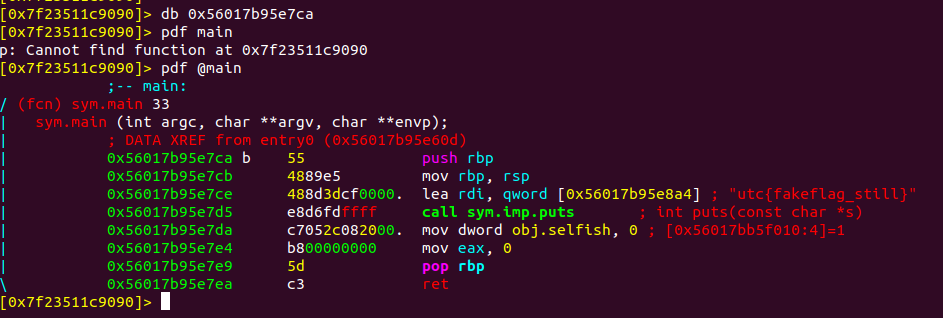 [0x7f23511c9090]> db 0x56017b95e7ca
[0x7f23511c9090]> pdf main
p: Cannot find function at 0x7f23511c9090
[0x7f23511c9090]> pdf @main
;-- main:
/ (fcn) sym.main 33
|   sym.main (int argc, char **argv, char **envp);
|           ; DATA XREF from entry0 (0x56017b95e60d)
|           0x56017b95e7ca b    55             push rbp
|           0x56017b95e7cb      4889e5         mov rbp, rsp
|           0x56017b95e7ce      488d3dcf0000.  lea rdi, qword [0x56017b95e8a4] ; "utc{fakeflag_still}"
|           0x56017b95e7d5      e8d6fdffff     call sym.imp.puts       ; int puts(const char *s)
|           0x56017b95e7da      c7052c082000.  mov dword obj.selfish, 0 ; [0x56017bb5f010:4]=1
|           0x56017b95e7e4      b800000000     mov eax, 0
|           0x56017b95e7e9      5d             pop rbp
\           0x56017b95e7ea      c3             ret
[0x7f23511c9090]>